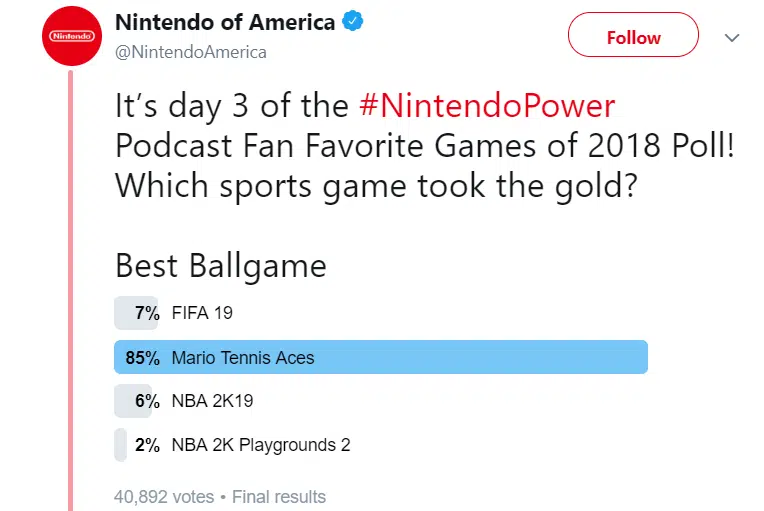 Nintendo
Nintendo of America
@NintendoAmerica
Follow
It’s day 3 of the #NintendoPower
Podcast Fan Favorite Games of 2018 Poll!
Which sports game took the gold?
Best Ballgame
7% FIFA 19
85% Mario Tennis Aces
6% NBA 2K19
2% NBA 2K Playgrounds 2
40,892 votes • Final results